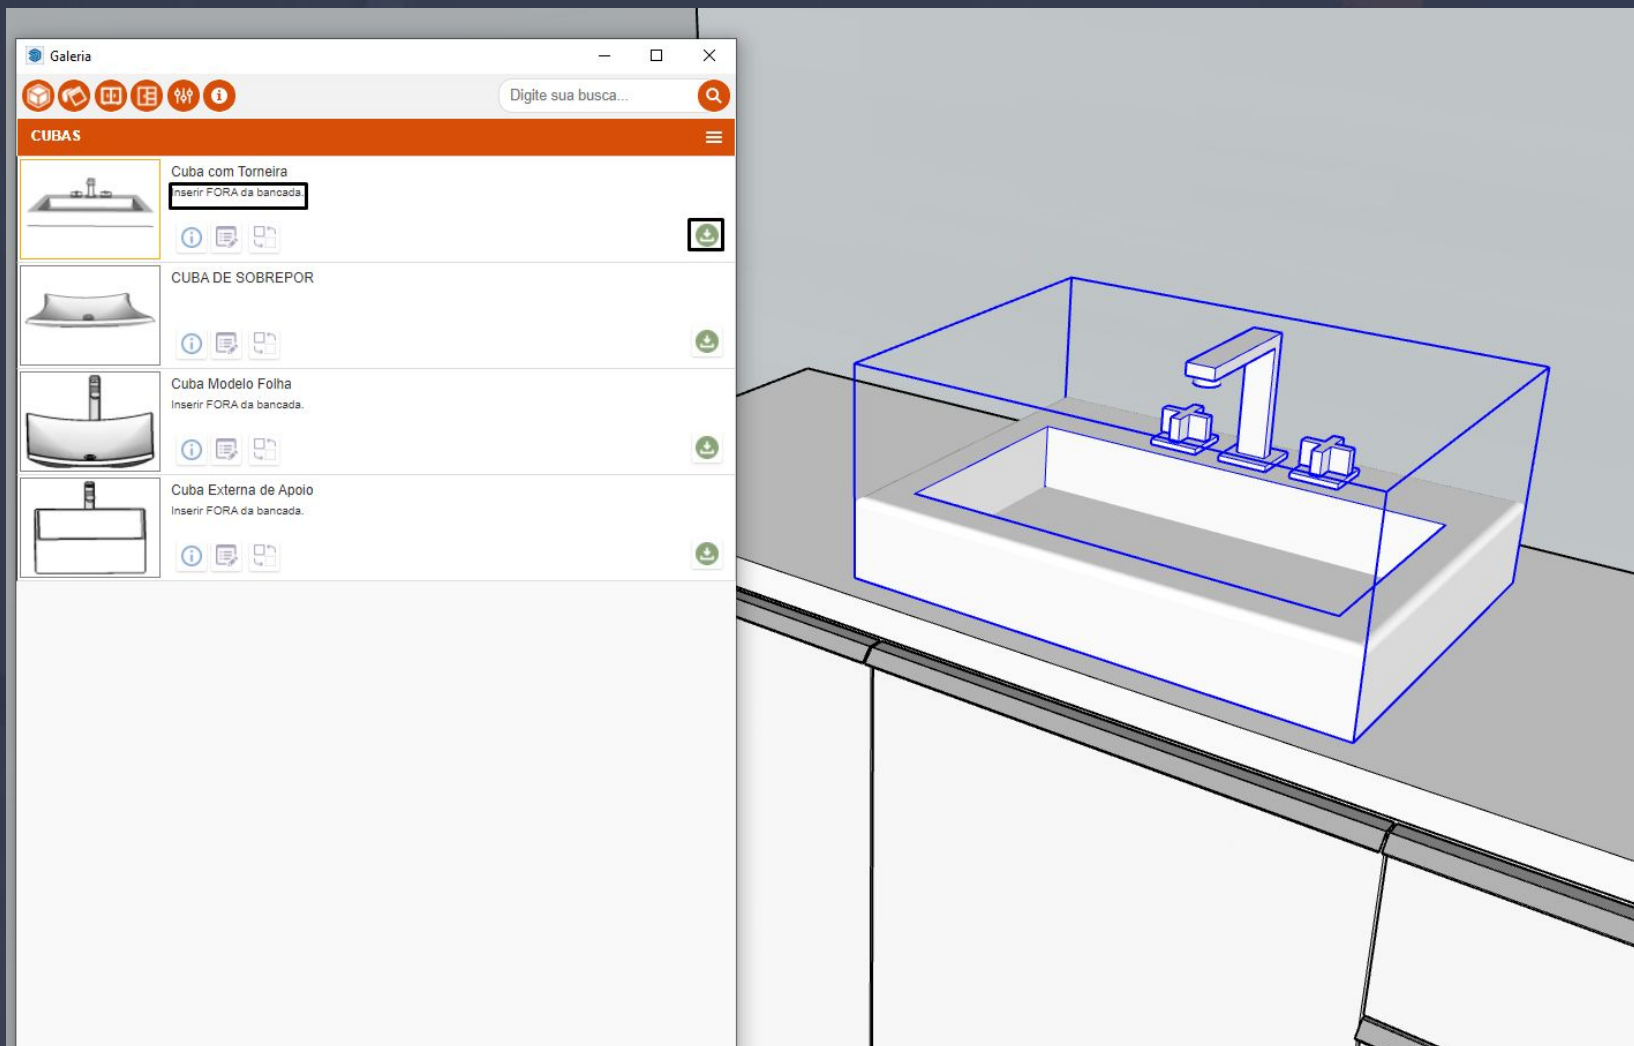 Galeria
Digite sua busca...
CUBAS
Cuba com Torneira
Inserir FORA da bancada.
CUBA DE SOBREPOR
Cuba Modelo Folha
Inserir FORA da bancada.
Cuba Externa de Apoio
Inserir FORA da bancada.